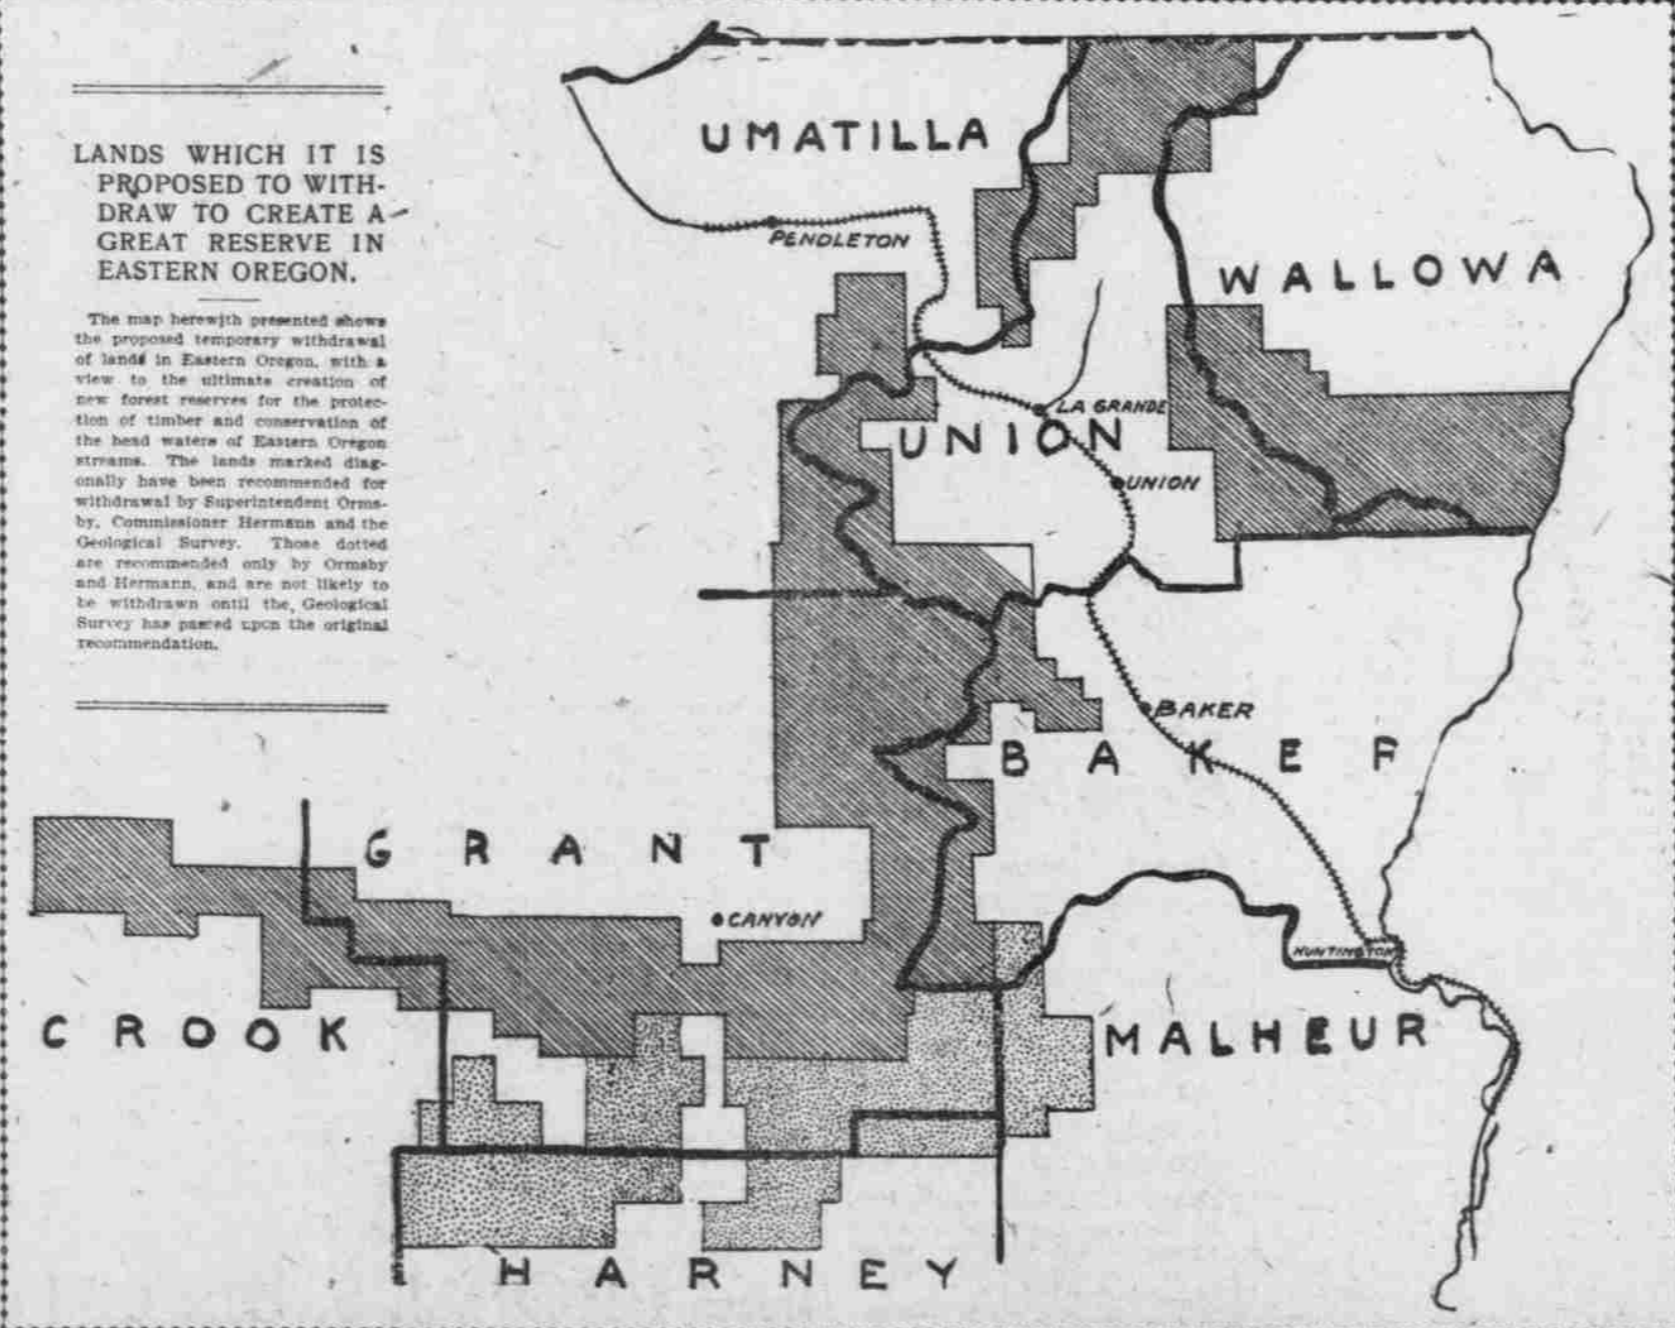 LANDS WHICH IT IS
PROPOSED TO WITH-
DRAW TO CREATE A
GREAT RESERVE IN
EASTERN OREGON.
The map herewith presented shows
the proposed temporary withdrawal
of lands in Eastern Oregon, with a
view to the ultimate creation of
new forest reserves for the protec-
tion of timber and conservation of
the head waters of Eastern Oregon
streams. The lands marked diag-
onally have been recommended for
withdrawal by Superintendent Orms-
by, Commissioner Hermann and the
Geological Survey. Those dotted
are recommended only by Ormsby
and Hermann, and are not likely to
be withdrawn until the Geological
Survey has passed upon the original
recommendation.
UMATILLA
PENDLETON
WALLOWA
LA GRANDE
UNION
UNION
BAKER
BAKER
GRANT
CANYON
HUNTINGTON
CROOK
MALHEUR
HARNEY